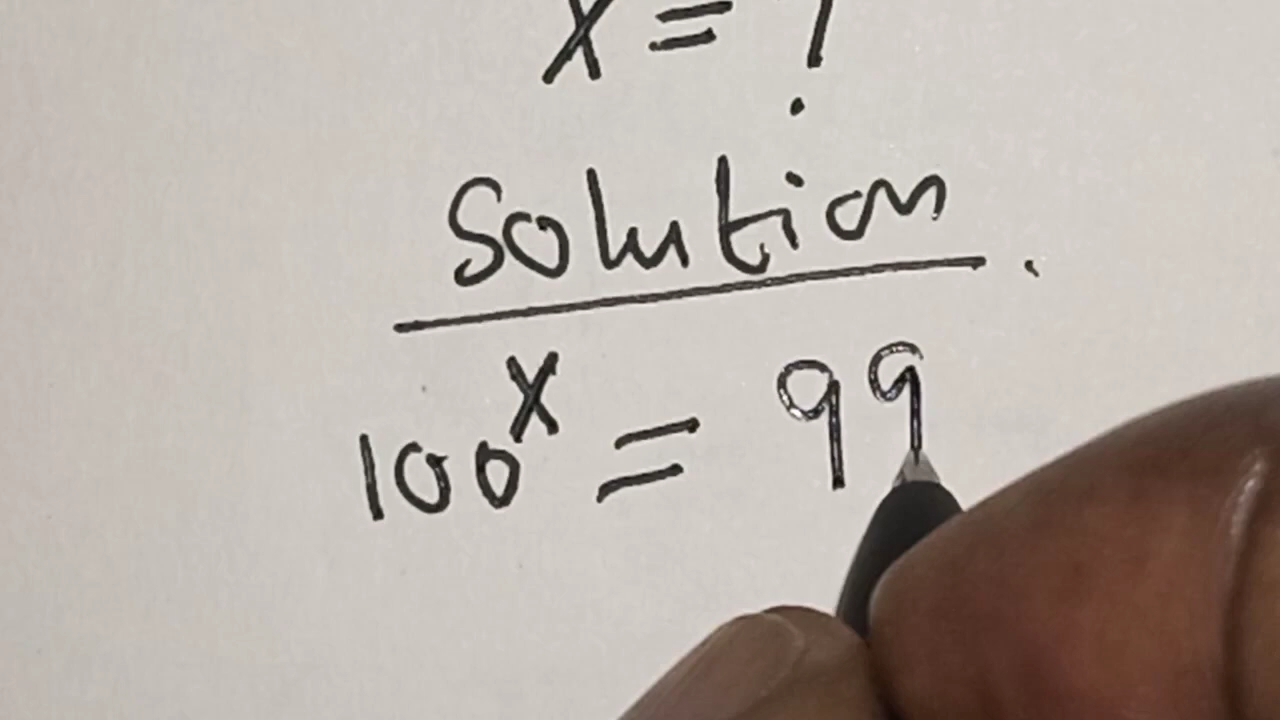 x = ?
Solution.
100^x = 99